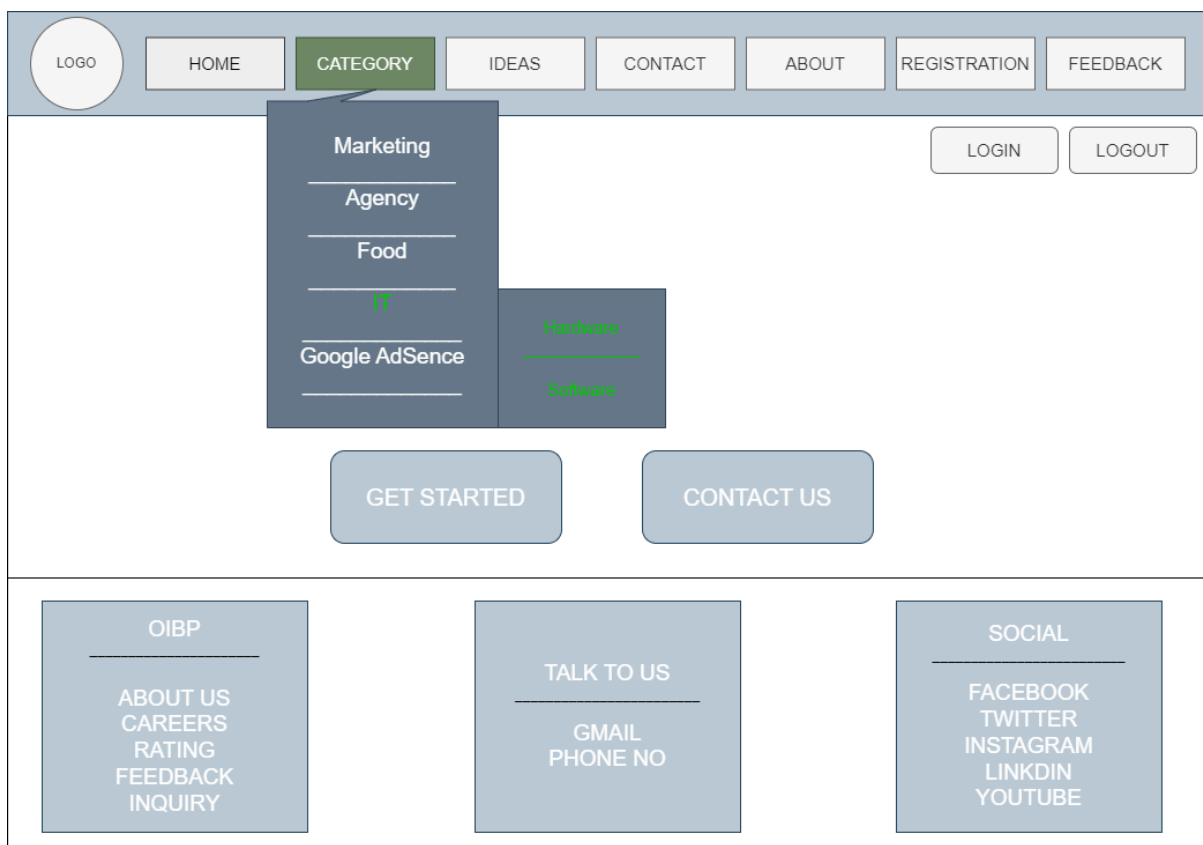 LOGO
HOME
CATEGORY
IDEAS
CONTACT
ABOUT
REGISTRATION
FEEDBACK
LOGIN
LOGOUT
Marketing
Agency
Food
IT
Google AdSence
Hardware
Software
GET STARTED
CONTACT US
OIBP
ABOUT US
CAREERS
RATING
FEEDBACK
INQUIRY
TALK TO US
GMAIL
PHONE NO
SOCIAL
FACEBOOK
TWITTER
INSTAGRAM
LINKDIN
YOUTUBE